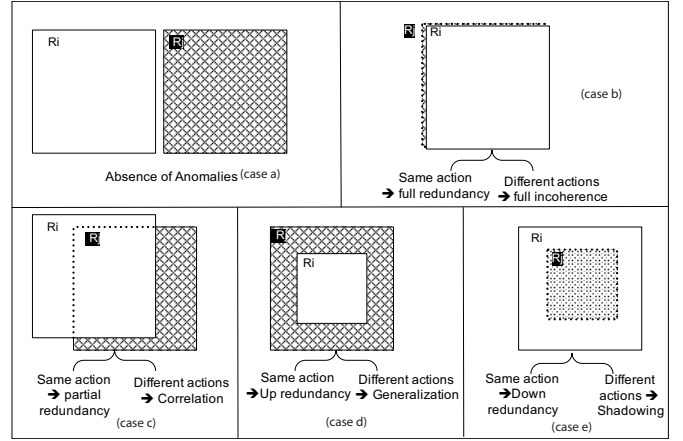 Ri
Rj
Absence of Anomalies (case a)
Rj
Ri
(case b)
Same action
➔ full redundancy
Different actions
➔ full incoherence
Ri
Rj
Same action
➔ partial
redundancy
Different actions
➔ Correlation
(case c)
Rj
Ri
Same action
➔Up redundancy
Different actions
➔ Generalization
(case d)
Ri
Rj
Same action
➔Down
redundancy
Different
actions ➔
Shadowing
(case e)